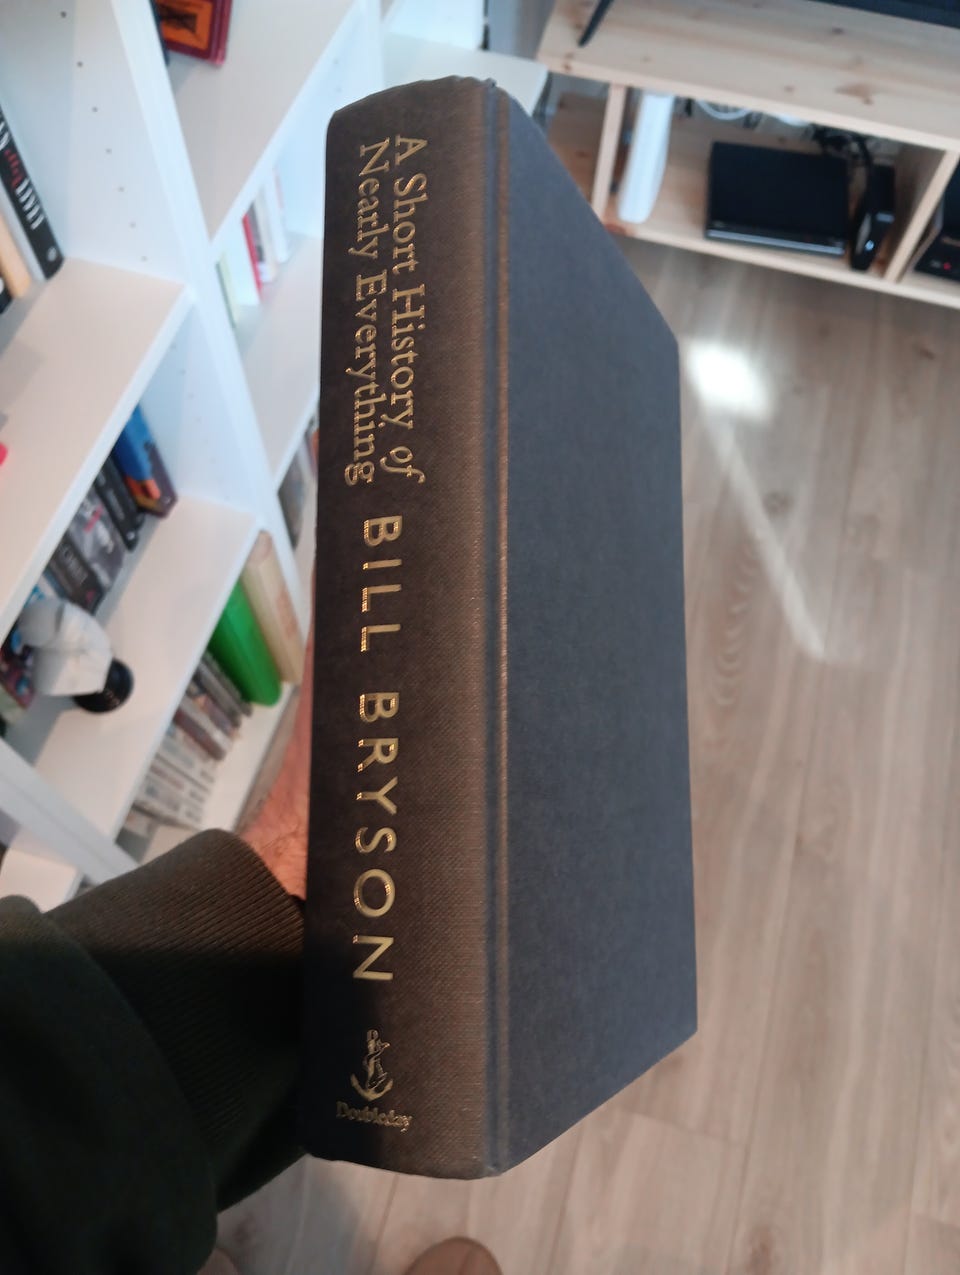 A Short History of
Nearly Everything
BILL BRYSON
Doubleday